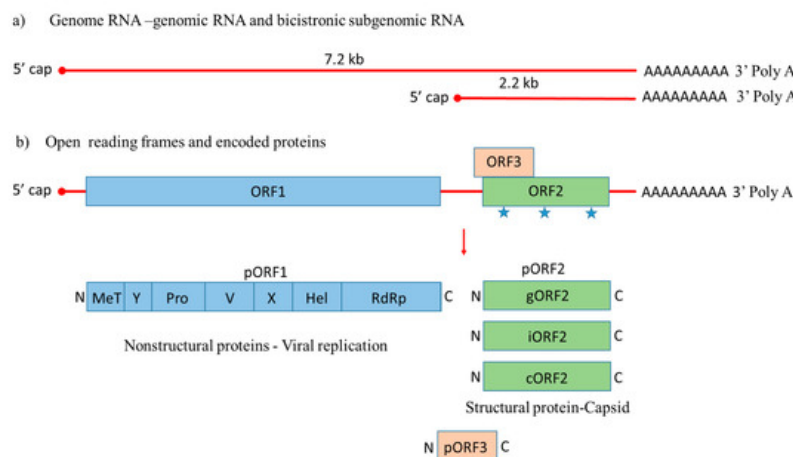 a) Genome RNA –genomic RNA and bicistronic subgenomic RNA
7.2 kb
5’ cap AAAAAAAAA 3’ Poly A
2.2 kb
5’ cap AAAAAAAAA 3’ Poly A
b) Open reading frames and encoded proteins
ORF3
5’ cap ORF1 ORF2 AAAAAAAAA 3’ Poly A
pORF1 pORF2
N MeT Y Pro V X Hel RdRp C N gORF2 C
Nonstructural proteins - Viral replication N iORF2 C
N cORF2 C
Structural protein-Capsid
N pORF3 C